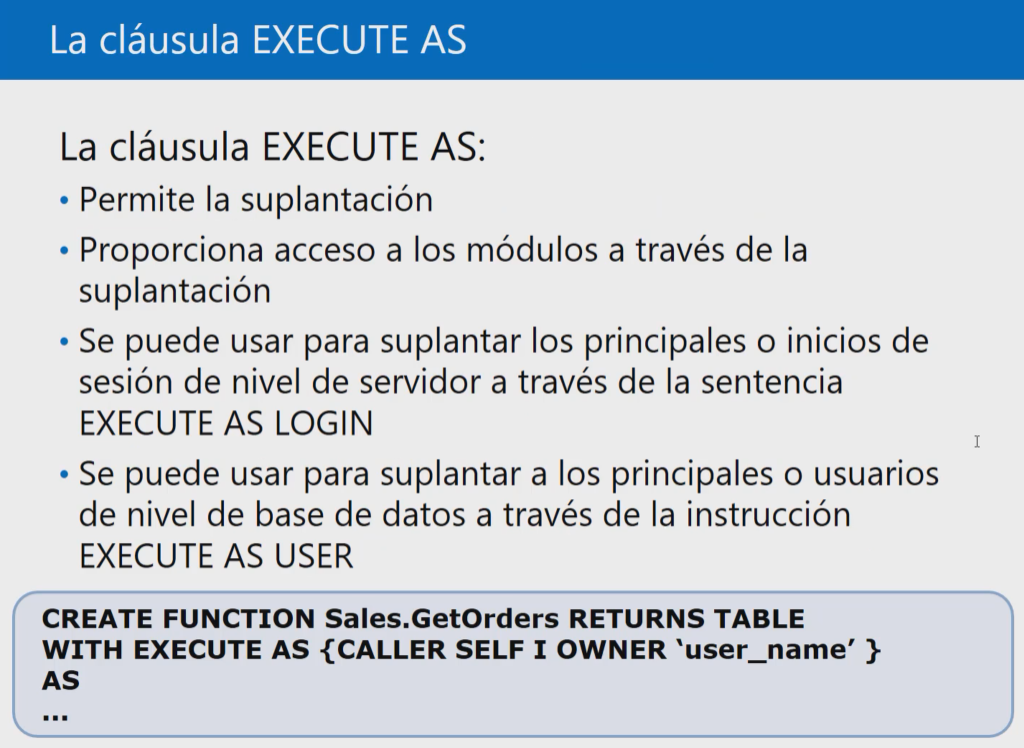 La cláusula EXECUTE AS
La cláusula EXECUTE AS:
• Permite la suplantación
• Proporciona acceso a los módulos a través de la
suplantación
• Se puede usar para suplantar los principales o inicios de
sesión de nivel de servidor a través de la sentencia
EXECUTE AS LOGIN
• Se puede usar para suplantar a los principales o usuarios
de nivel de base de datos a través de la instrucción
EXECUTE AS USER
CREATE FUNCTION Sales.GetOrders RETURNS TABLE
WITH EXECUTE AS {CALLER SELF I OWNER ‘user_name’ }
AS
...